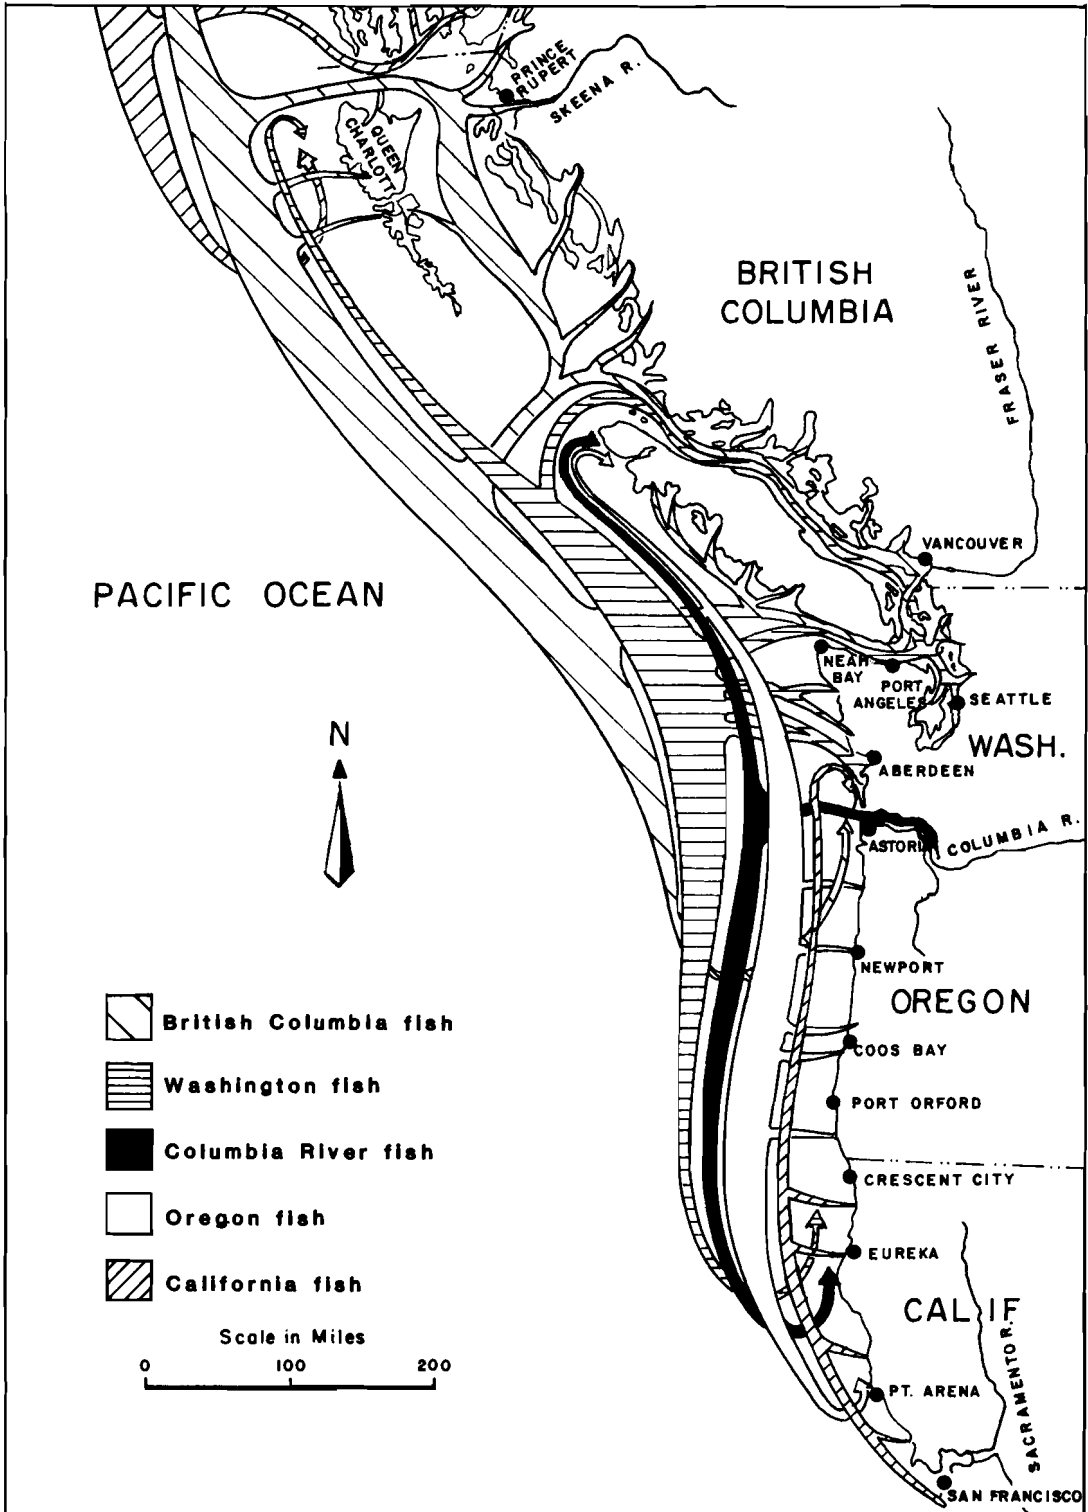 PRINCE
RUPERT
SKEENA R.
QUEEN
CHARLOTT
BRITISH
COLUMBIA
FRASER RIVER
VANCOUVER
PACIFIC OCEAN
NEAH
BAY
PORT
ANGELES
SEATTLE
WASH.
N
ABERDEEN
COLUMBIA R.
ASTORIA
NEWPORT
OREGON
COOS BAY
PORT ORFORD
CRESCENT CITY
EUREKA
CALIF
SACRAMENTO R.
PT. ARENA
SAN FRANCISCO
British Columbia fish
Washington fish
Columbia River fish
Oregon fish
California fish
Scale in Miles
0 100 200